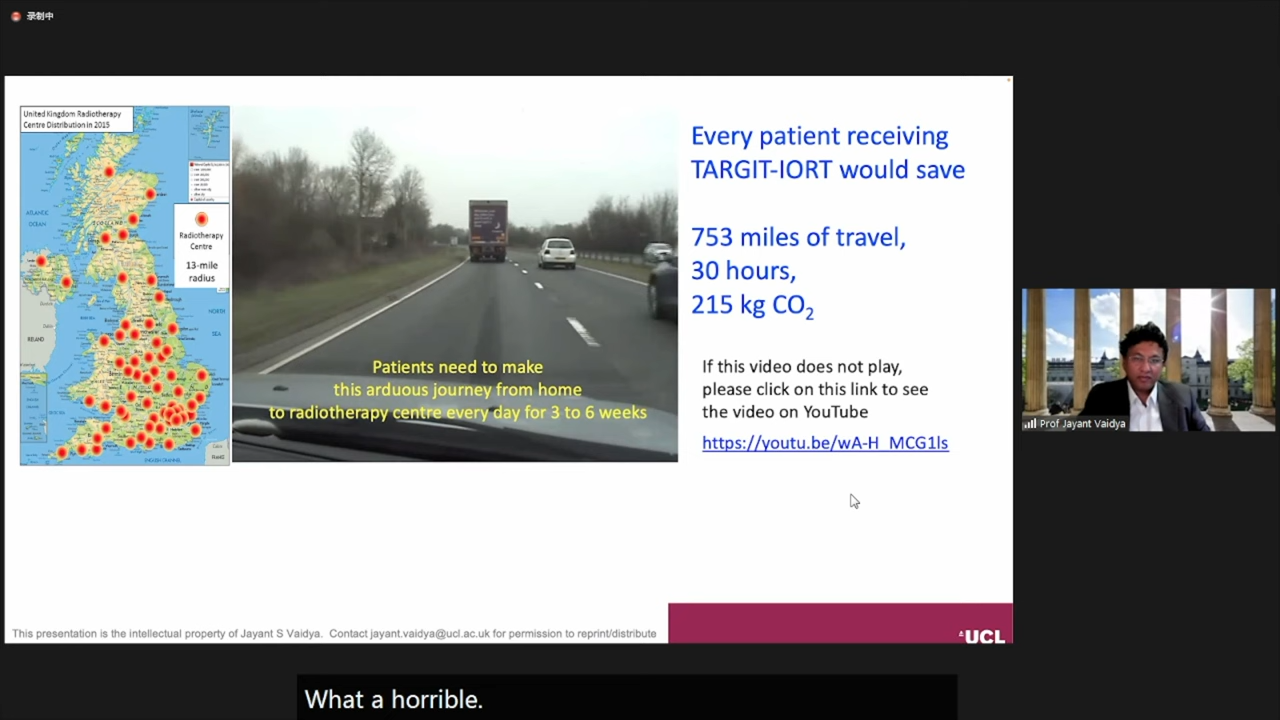 录制中
United Kingdom Radiotherapy
Centre Distribution in 2015
ATLANTIC
OCEAN
Radiotherapy
Centre
13-mile
radius
NORTH
SEA
IRELAND
ENGLISH CHANNEL
Patients need to make
this arduous journey from home
to radiotherapy centre every day for 3 to 6 weeks
Every patient receiving
TARGIT-IORT would save
753 miles of travel,
30 hours,
215 kg CO₂
If this video does not play,
please click on this link to see
the video on YouTube
https://youtu.be/wA-H_MCG1ls
Prof Jayant Vaidya
This presentation is the intellectual property of Jayant S Vaidya. Contact jayant.vaidya@ucl.ac.uk for permission to reprint/distribute
UCL
What a horrible.